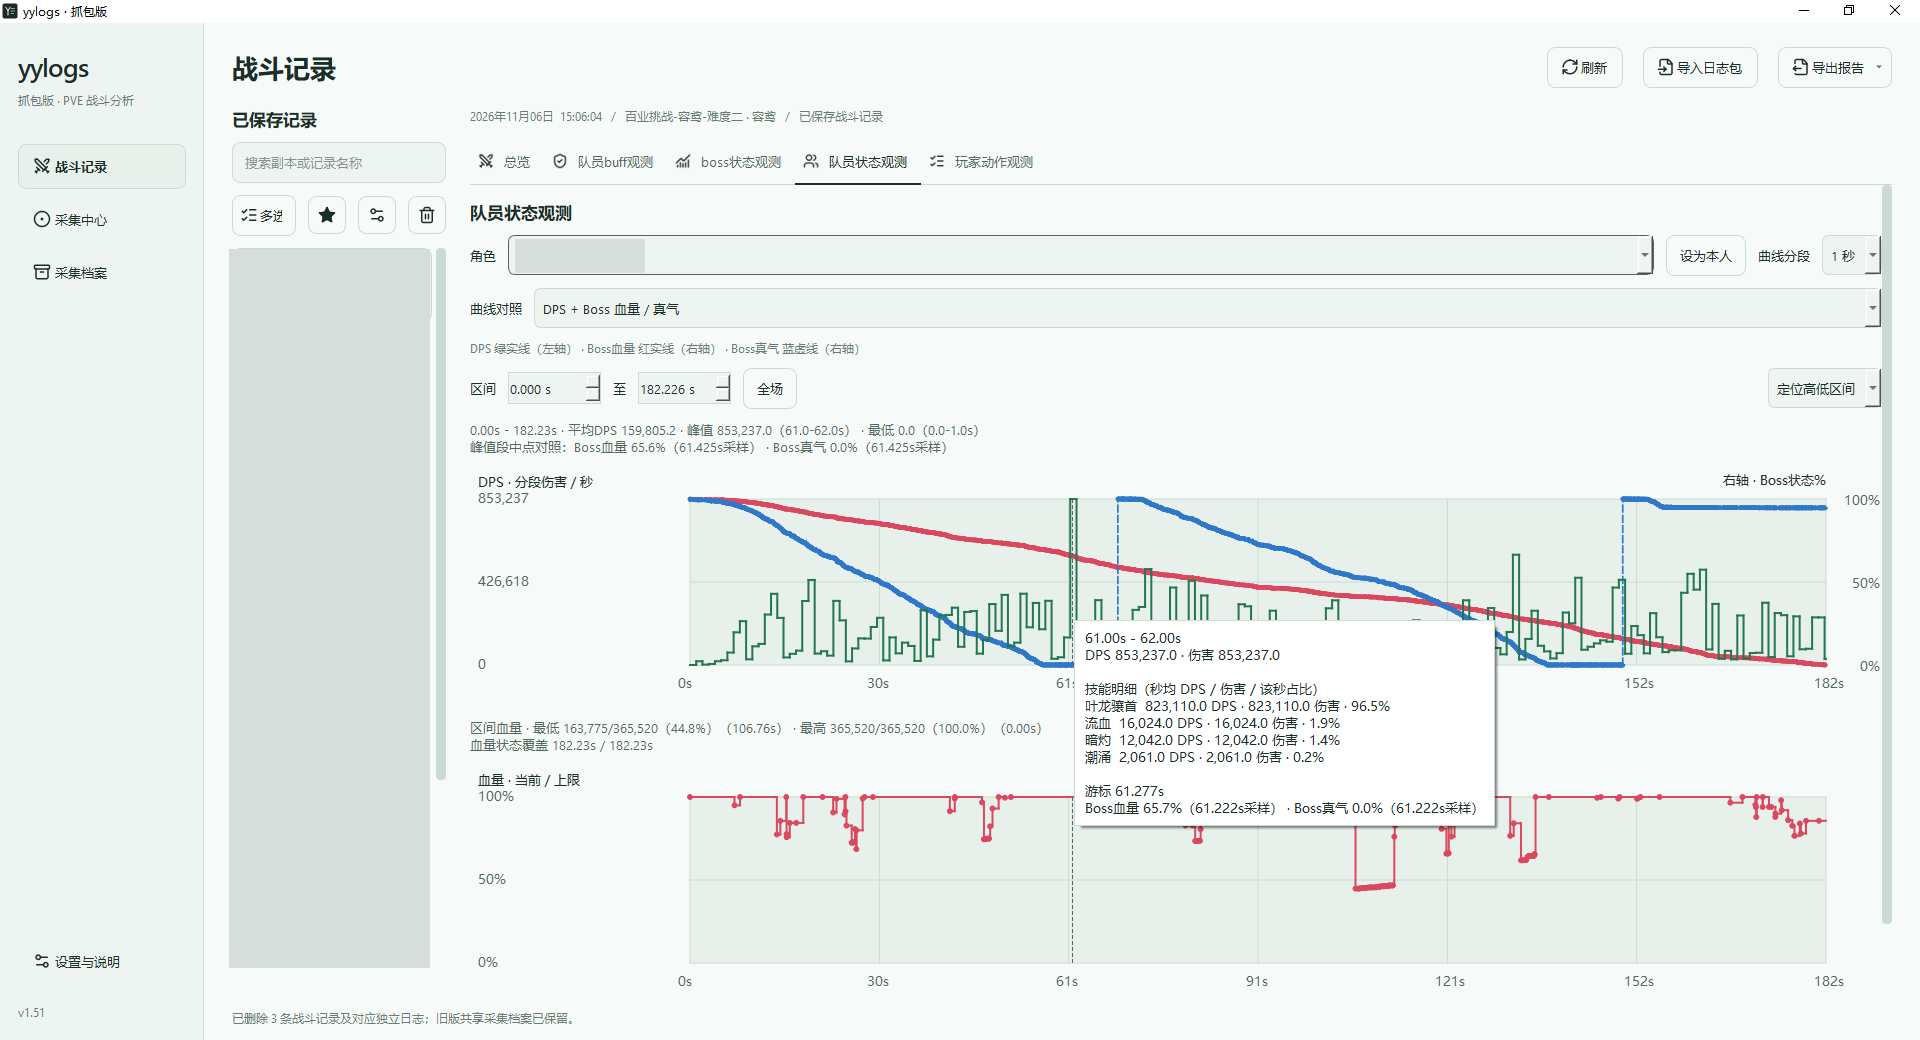 yylogs · 抓包版
yylogs
抓包版 · PVE 战斗分析
战斗记录
采集中心
采集档案
设置与说明
v1.51
战斗记录
刷新
导入日志包
导出报告
已保存记录
搜索副本或记录名称
多选
2026年11月06日 15:06:04 / 百业挑战-容鸢-难度二 · 容鸢 / 已保存战斗记录
总览
队员buff观测
boss状态观测
队员状态观测
玩家动作观测
队员状态观测
角色
设为本人
曲线分段
1 秒
曲线对照
DPS + Boss 血量 / 真气
DPS 绿实线（左轴） · Boss血量 红实线（右轴） · Boss真气 蓝虚线（右轴）
区间
0.000 s
至
182.226 s
全场
定位高低区间
0.00s - 182.23s · 平均DPS 159,805.2 · 峰值 853,237.0（61.0-62.0s） · 最低 0.0（0.0-1.0s）
峰值段中点对照：Boss血量 65.6%（61.425s采样） · Boss真气 0.0%（61.425s采样）
DPS · 分段伤害 / 秒
右轴 · Boss状态%
853,237
426,618
0
100%
50%
0%
0s
30s
61s
152s
182s
61.00s - 62.00s
DPS 853,237.0 · 伤害 853,237.0
技能明细（秒均 DPS / 伤害 / 该秒占比）
叶龙骧首 823,110.0 DPS · 823,110.0 伤害 · 96.5%
流血 16,024.0 DPS · 16,024.0 伤害 · 1.9%
暗灼 12,042.0 DPS · 12,042.0 伤害 · 1.4%
潮涌 2,061.0 DPS · 2,061.0 伤害 · 0.2%
游标 61.277s
Boss血量 65.7%（61.222s采样） · Boss真气 0.0%（61.222s采样）
区间血量 · 最低 163,775/365,520（44.8%）（106.76s） · 最高 365,520/365,520（100.0%）（0.00s）
血量状态覆盖 182.23s / 182.23s
血量 · 当前 / 上限
100%
50%
0%
0s
30s
61s
91s
121s
152s
182s
已删除 3 条战斗记录及对应独立日志；旧版共享采集档案已保留。